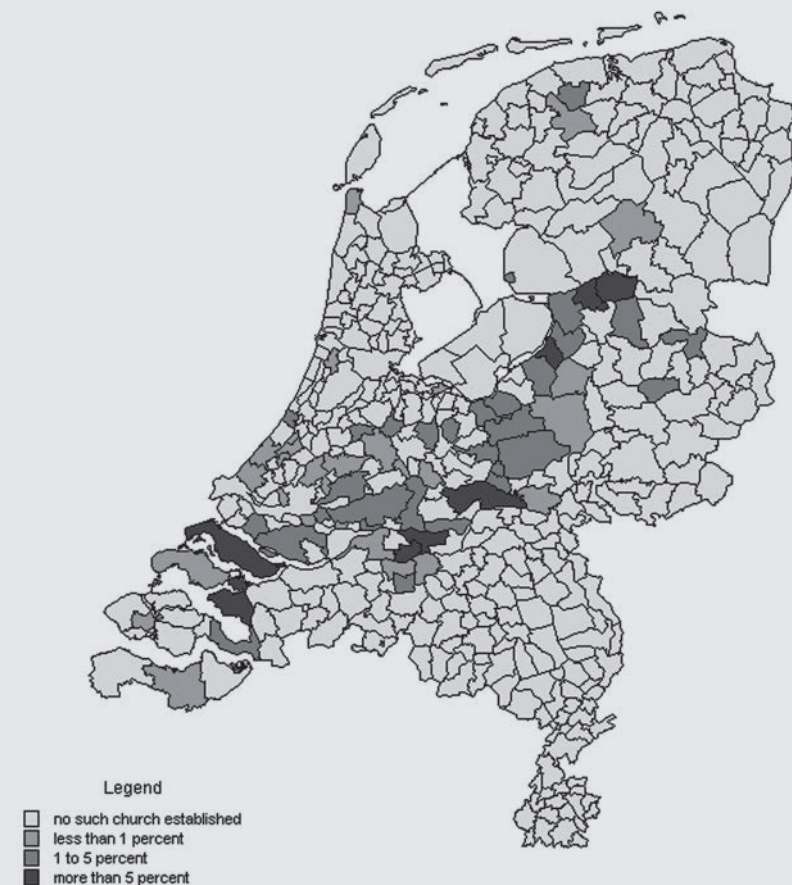 Legend
no such church established
less than 1 percent
1 to 5 percent
more than 5 percent